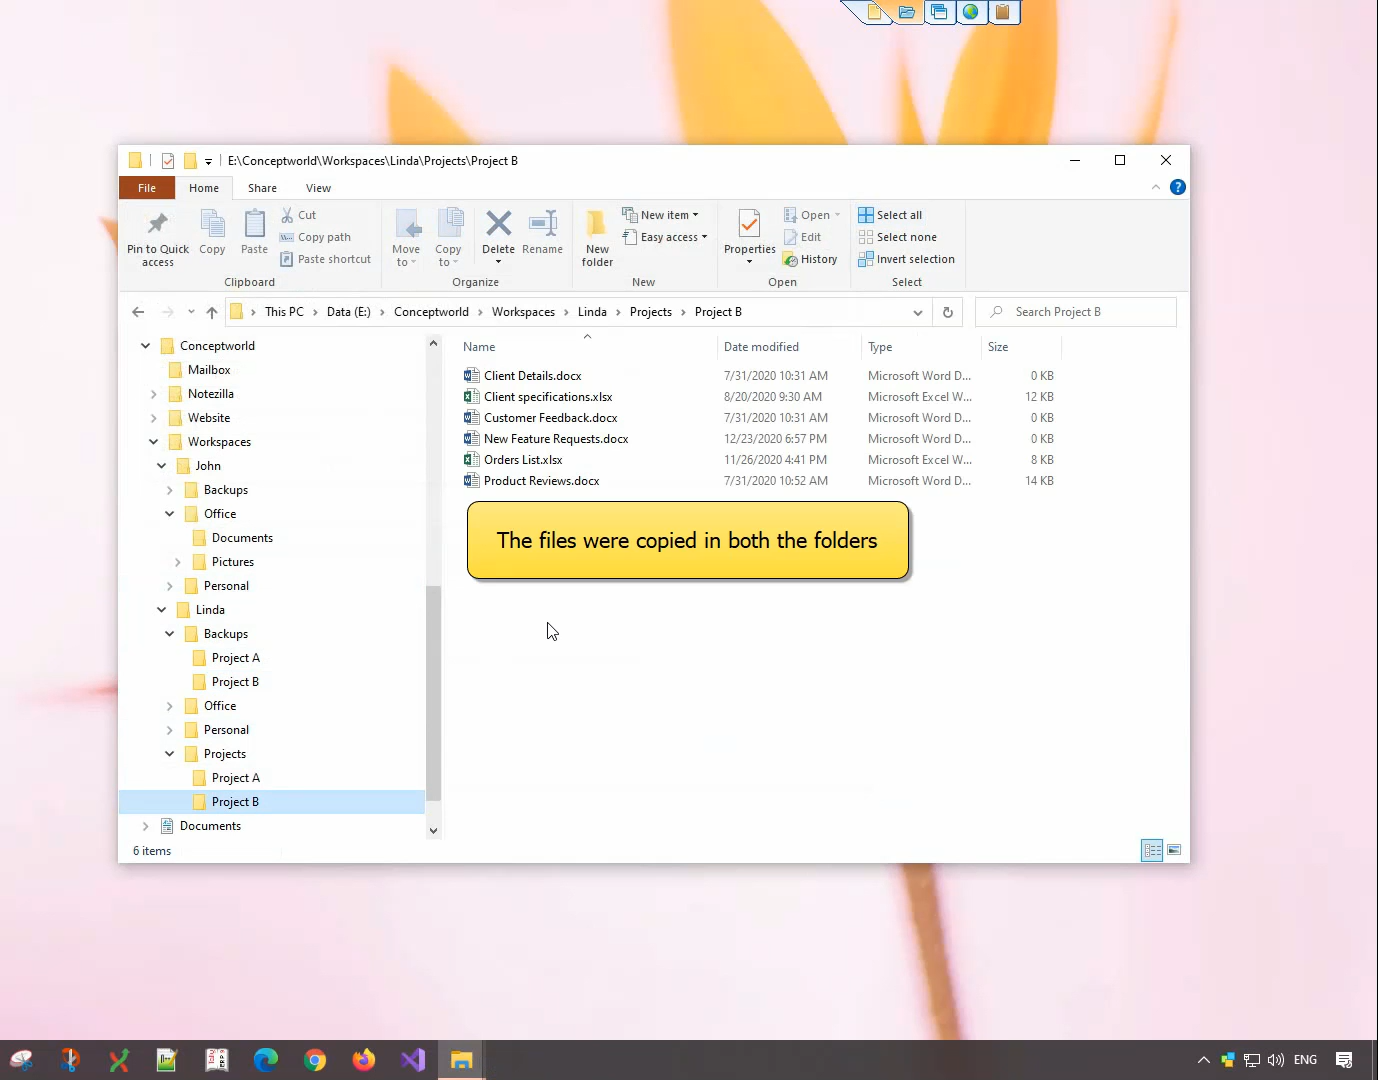 E:\Conceptworld\Workspaces\Linda\Projects\Project B
File Home Share View
Pin to Quick access
Copy
Paste
Cut
Copy path
Paste shortcut
Clipboard
Move to
Copy to
Delete
Rename
Organize
New folder
New item
Easy access
New
Properties
Open
Edit
History
Open
Select all
Select none
Invert selection
Select
This PC > Data (E:) > Conceptworld > Workspaces > Linda > Projects > Project B
Search Project B
Conceptworld
Mailbox
Notezilla
Website
Workspaces
John
Backups
Office
Documents
Pictures
Personal
Linda
Backups
Project A
Project B
Office
Personal
Projects
Project A
Project B
Documents
Name Date modified Type Size
Client Details.docx 7/31/2020 10:31 AM Microsoft Word D... 0 KB
Client specifications.xlsx 8/20/2020 9:30 AM Microsoft Excel W... 12 KB
Customer Feedback.docx 7/31/2020 10:31 AM Microsoft Word D... 0 KB
New Feature Requests.docx 12/23/2020 6:57 PM Microsoft Word D... 0 KB
Orders List.xlsx 11/26/2020 4:41 PM Microsoft Excel W... 8 KB
Product Reviews.docx 7/31/2020 10:52 AM Microsoft Word D... 14 KB
The files were copied in both the folders
6 items
ENG